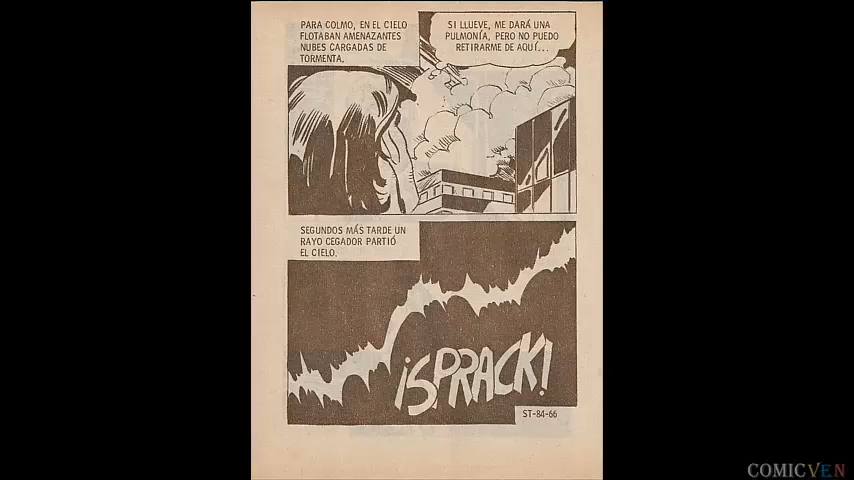 PARA COLMO, EN EL CIELO
FLOTABAN AMENAZANTES
NUBES CARGADAS DE
TORMENTA.
SI LLUEVE, ME DARÁ UNA
PULMONÍA, PERO NO PUEDO
RETIRARME DE AQUÍ...
SEGUNDOS MÁS TARDE UN
RAYO CEGADOR PARTIÓ
EL CIELO.
¡SPRACK!
ST-84-66
COMICVEN